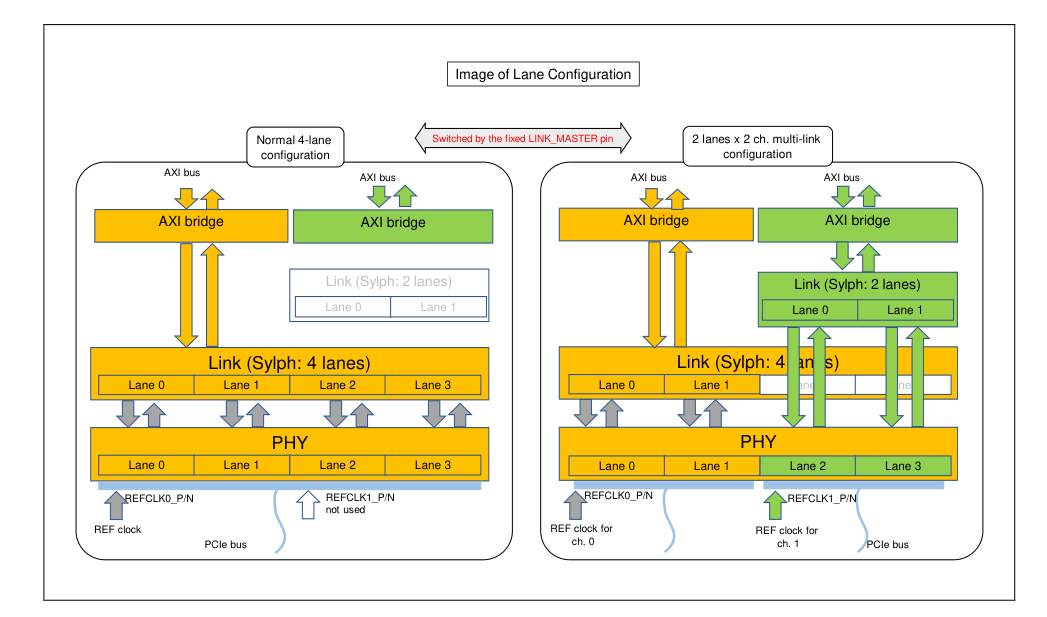 Image of Lane Configuration
Switched by the fixed LINK_MASTER pin
Normal 4-lane
configuration
AXI bus
AXI bus
AXI bridge
AXI bridge
Link (Sylph: 2 lanes)
Lane 0
Lane 1
Link (Sylph: 4 lanes)
Lane 0
Lane 1
Lane 2
Lane 3
PHY
Lane 0
Lane 1
Lane 2
Lane 3
REFCLK0_P/N
REFCLK1_P/N
not used
REF clock
PCIe bus
2 lanes x 2 ch. multi-link
configuration
AXI bus
AXI bus
AXI bridge
AXI bridge
Link (Sylph: 2 lanes)
Lane 0
Lane 1
Link (Sylph: 4 lanes)
Lane 0
Lane 1
PHY
Lane 0
Lane 1
Lane 2
Lane 3
REFCLK0_P/N
REFCLK1_P/N
REF clock for
ch. 0
REF clock for
ch. 1
PCIe bus